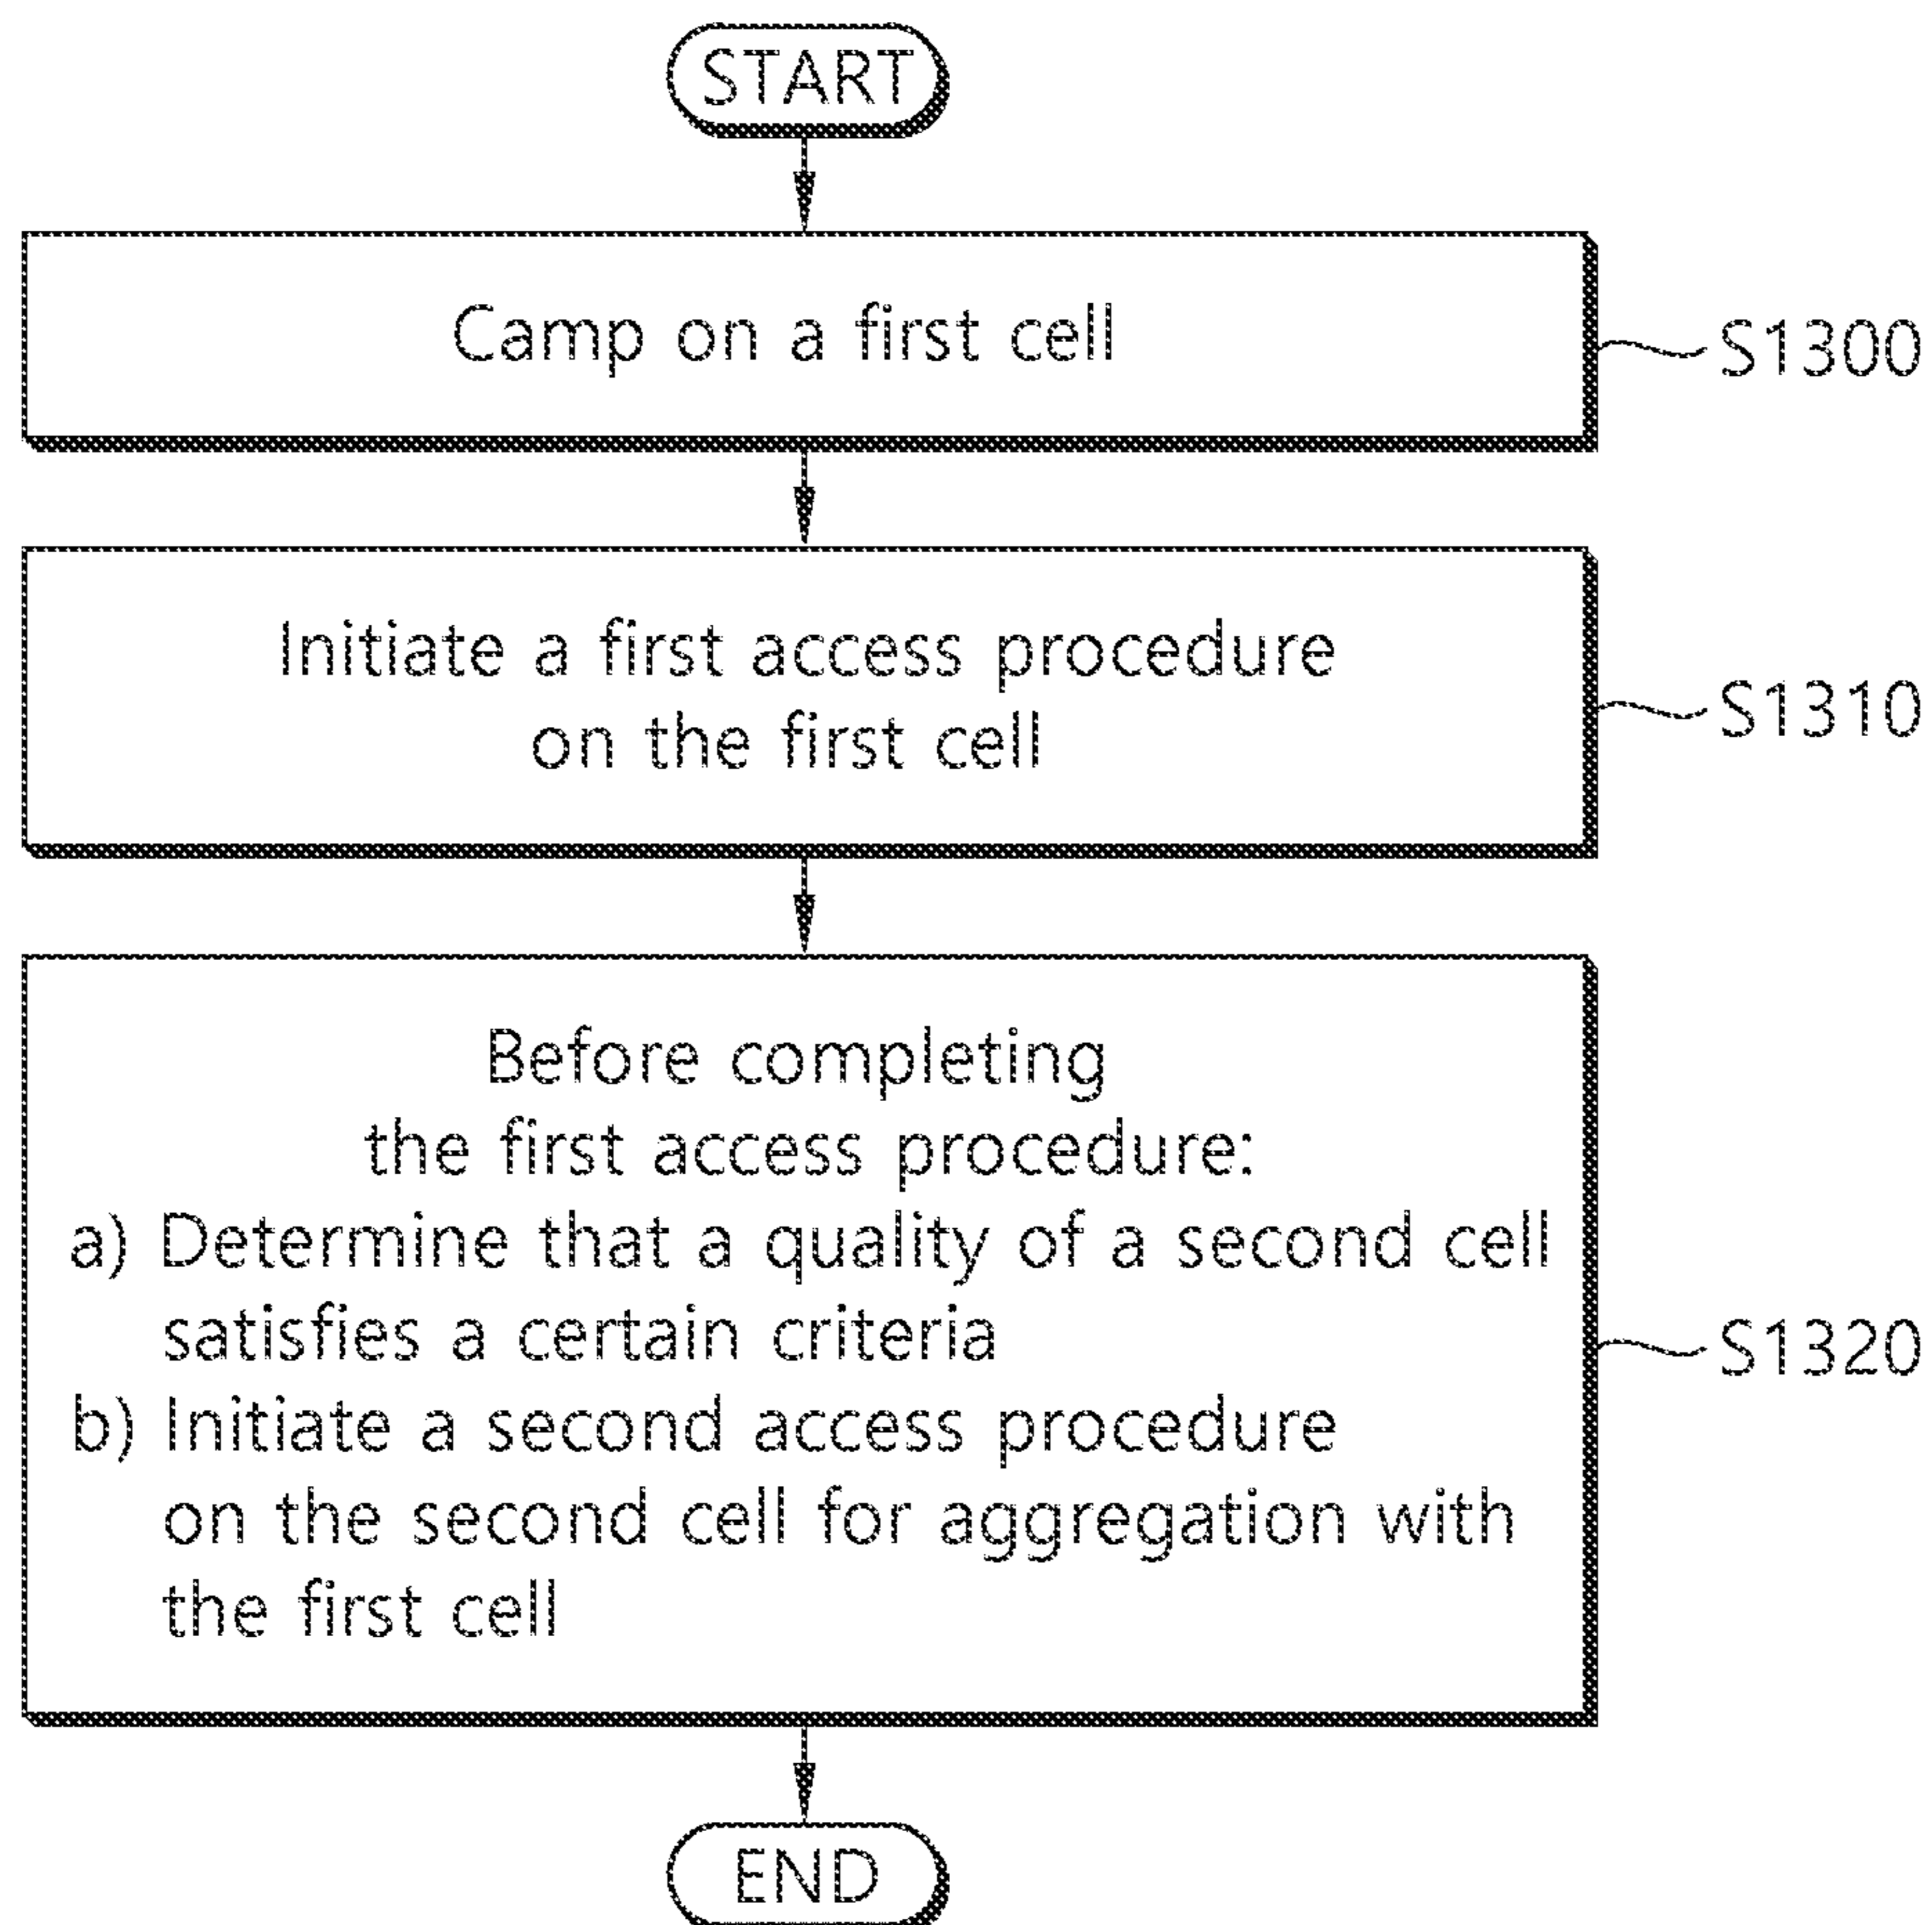 START
Camp on a first cell
S1300
Initiate a first access procedure
on the first cell
S1310
Before completing
the first access procedure:
a) Determine that a quality of a second cell
satisfies a certain criteria
b) Initiate a second access procedure
on the second cell for aggregation with
the first cell
S1320
END